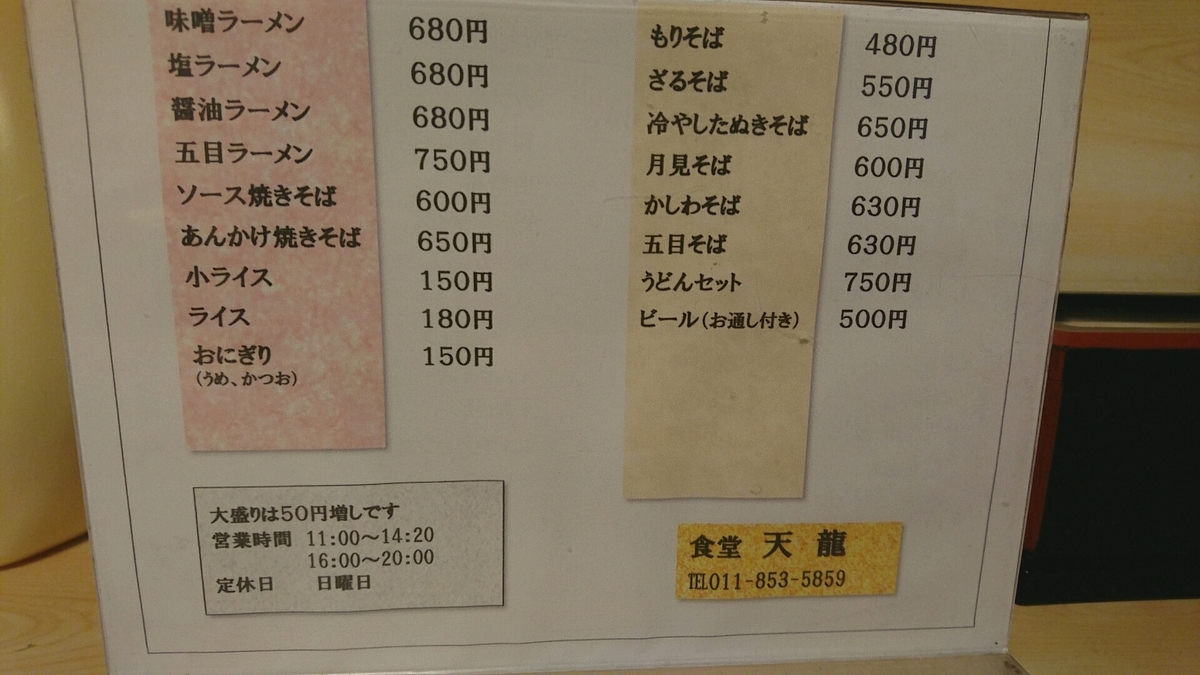 味噌ラーメン 680円
塩ラーメン 680円
醤油ラーメン 680円
五目ラーメン 750円
ソース焼きそば 600円
あんかけ焼きそば 650円
小ライス 150円
ライス 180円
おにぎり 150円
(うめ、かつお)
もりそば 480円
ざるそば 550円
冷やしたぬきそば 650円
月見そば 600円
かしわそば 630円
五目そば 630円
うどんセット 750円
ビール(お通し付き) 500円
大盛りは50円増しです
営業時間 11:00～14:20
16:00～20:00
定休日 日曜日
食堂 天龍
TEL011-853-5859